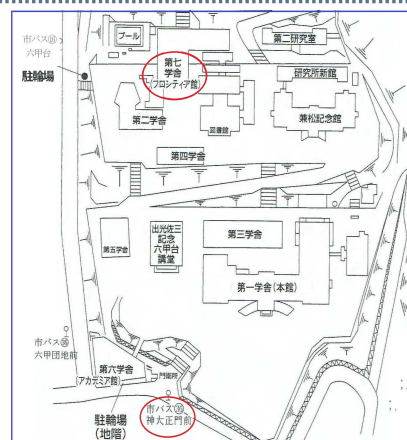 市バス㊱
六甲台
駐輪場
プール
第七
学舎
(フロンティア館)
第二研究室
研究所新館
第二学舎
図書館
兼松記念館
第四学舎
第五学舎
出光佐三
記念
六甲台
講堂
第三学舎
第一学舎(本館)
市バス㊱
六甲団地前
第六学舎
(アカデミア館)
門衛所
駐輪場
(地階)
市バス㊱
神大正門前